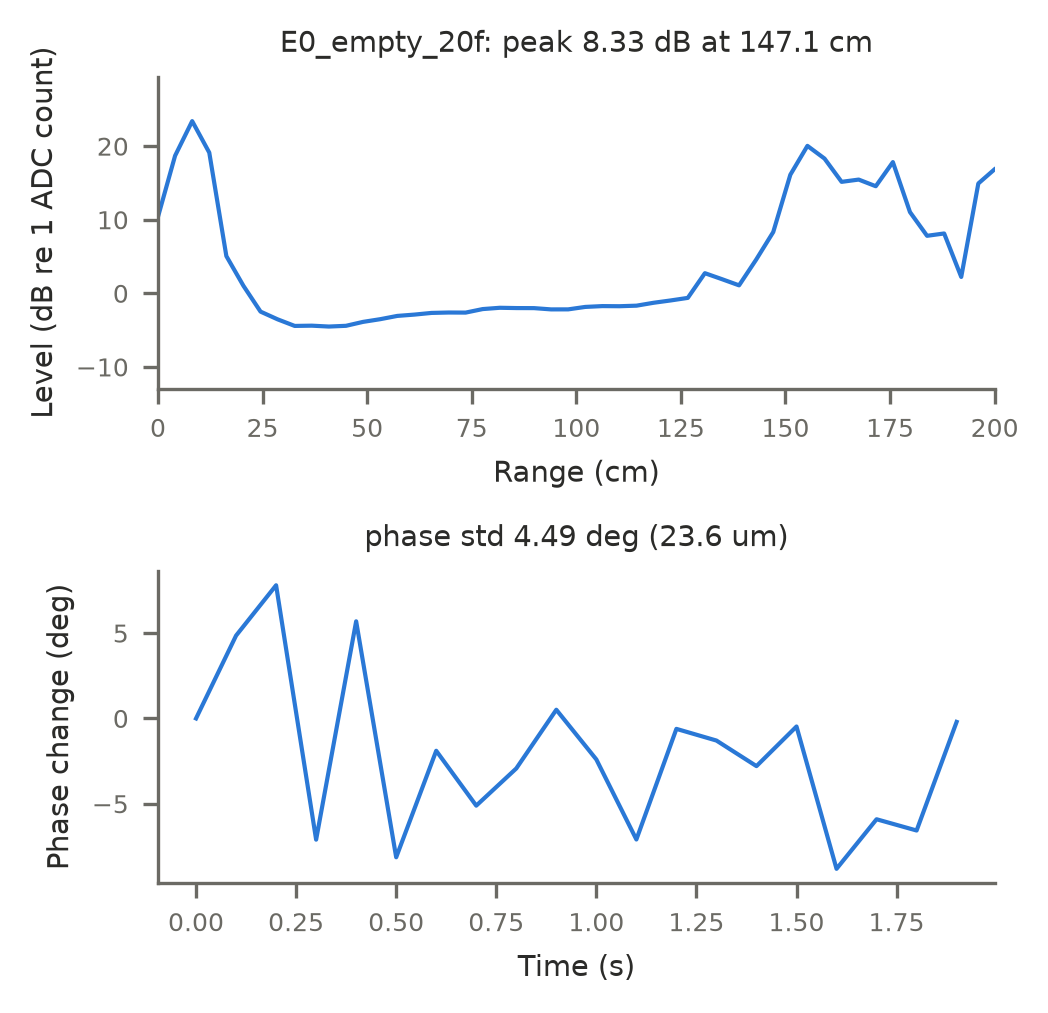 E0_empty_20f: peak 8.33 dB at 147.1 cm
Level (dB re 1 ADC count)
20
10
0
−10
0 25 50 75 100 125 150 175 200
Range (cm)
phase std 4.49 deg (23.6 um)
Phase change (deg)
5
0
−5
0.00 0.25 0.50 0.75 1.00 1.25 1.50 1.75
Time (s)